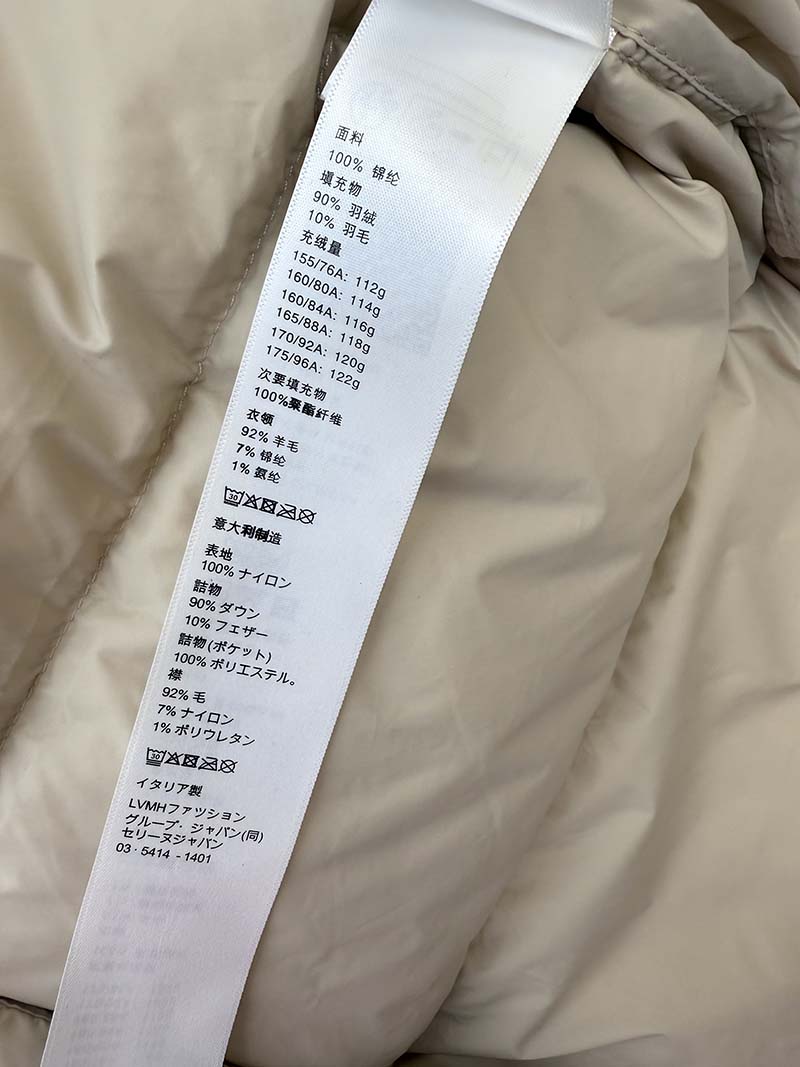 面料
100% 锦纶
填充物
90% 羽绒
10% 羽毛
充绒量
155/76A: 112g
160/80A: 114g
160/84A: 116g
165/88A: 118g
170/92A: 120g
175/96A: 122g
次要填充物
100%聚酯纤维
衣领
92% 羊毛
7% 锦纶
1% 氨纶
30
意大利制造
表地
100% ナイロン
詰物
90% ダウン
10% フェザー
詰物(ポケット)
100% ポリエステル。
襟
92% 毛
7% ナイロン
1% ポリウレタン
30
イタリア製
LVMHファッション
グループ・ジャパン(同)
セリーヌジャパン
03・5414 - 1401